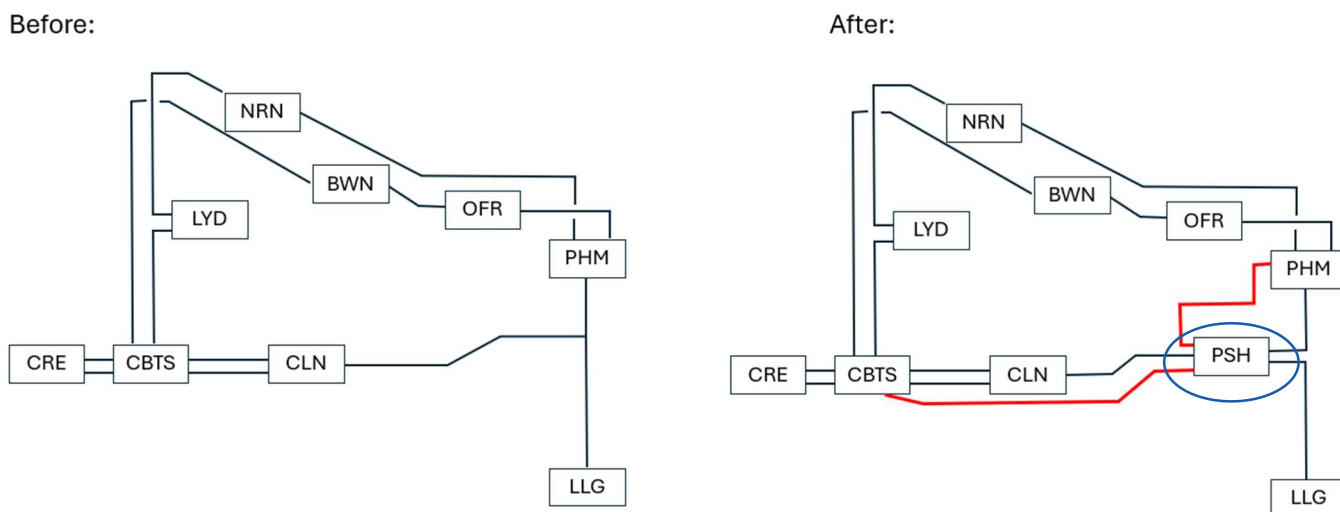 Before:
After:
NRN
BWN
OFR
LYD
PHM
CRE
CBTS
CLN
LLG
NRN
BWN
OFR
LYD
PHM
PSH
CRE
CBTS
CLN
LLG